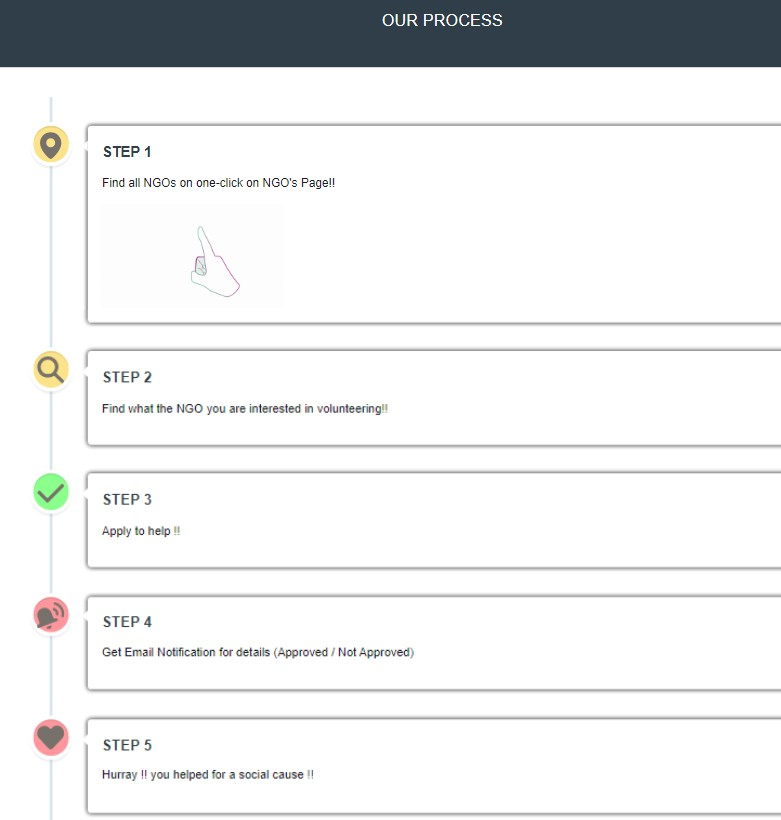 OUR PROCESS
STEP 1
Find all NGOs on one-click on NGO's Page!!
STEP 2
Find what the NGO you are interested in volunteering!!
STEP 3
Apply to help !!
STEP 4
Get Email Notification for details (Approved / Not Approved)
STEP 5
Hurray !! you helped for a social cause !!